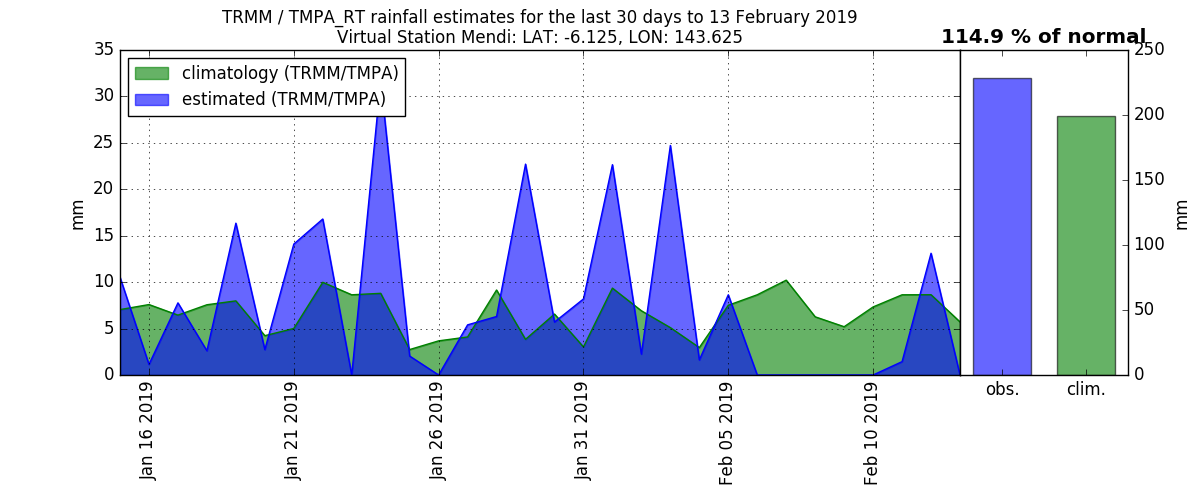 TRMM / TMPA_RT rainfall estimates for the last 30 days to 13 February 2019
Virtual Station Mendi: LAT: -6.125, LON: 143.625
114.9 % of normal
climatology (TRMM/TMPA)
estimated (TRMM/TMPA)
mm
35
30
25
20
15
10
5
0
Jan 16 2019
Jan 21 2019
Jan 26 2019
Jan 31 2019
Feb 05 2019
Feb 10 2019
250
200
150
100
50
0
mm
obs.
clim.